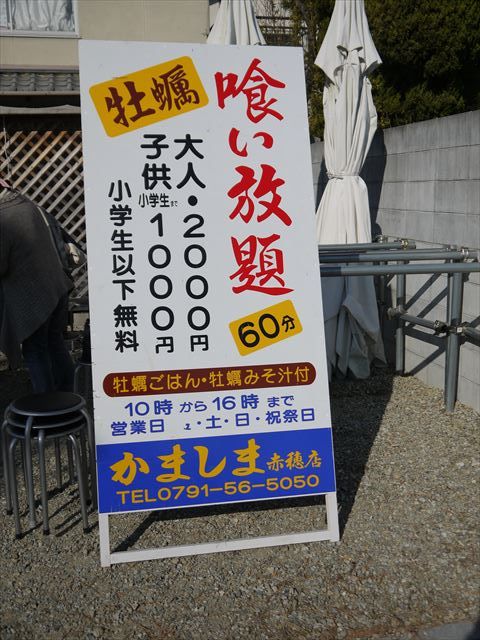 牡蠣
喰い放題
大人・2000円
子供小学生まで1000円
小学生以下無料
60分
牡蠣ごはん・牡蠣みそ汁付
10時から16時まで
営業日 ・土・日・祝祭日
かましま赤穂店
TEL0791-56-5050